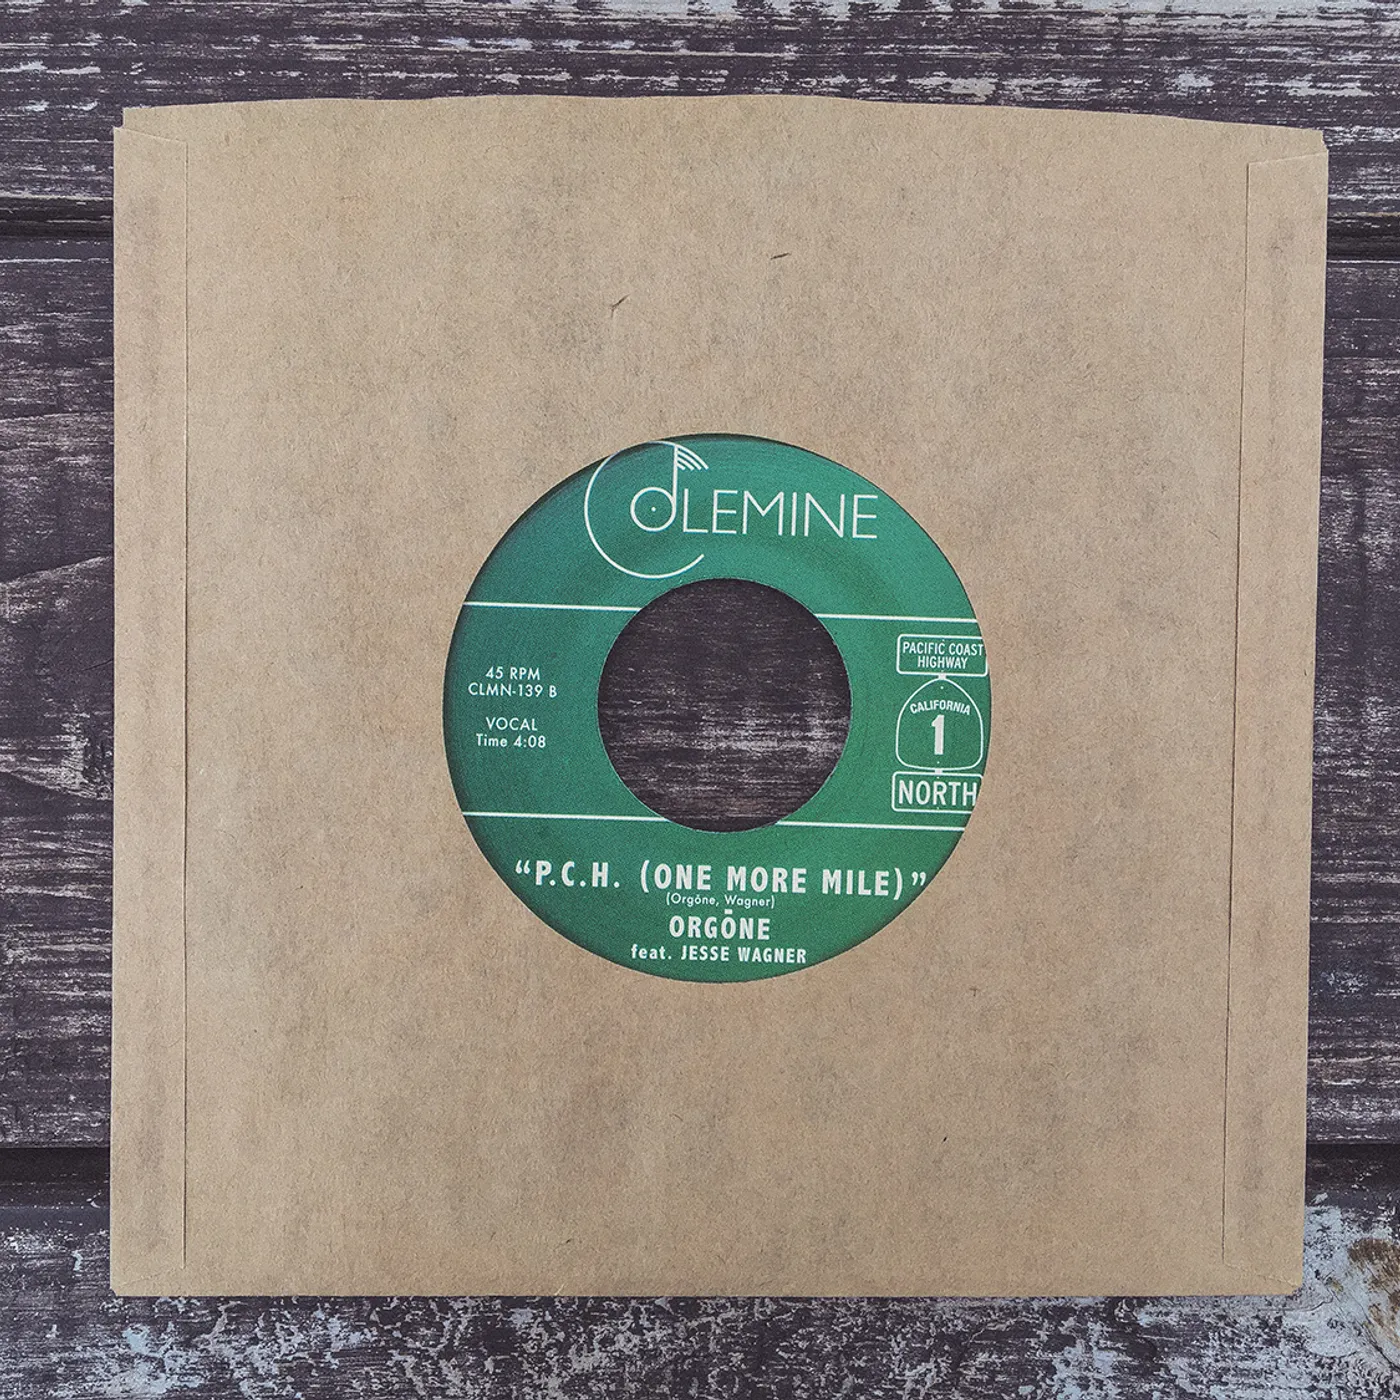 COLEMINE
45 RPM
CLMN-139 B
VOCAL
Time 4:08
PACIFIC COAST
HIGHWAY
CALIFORNIA
1
NORTH
“P.C.H. (ONE MORE MILE)”
(Orgōne, Wagner)
ORGŌNE
feat. JESSE WAGNER